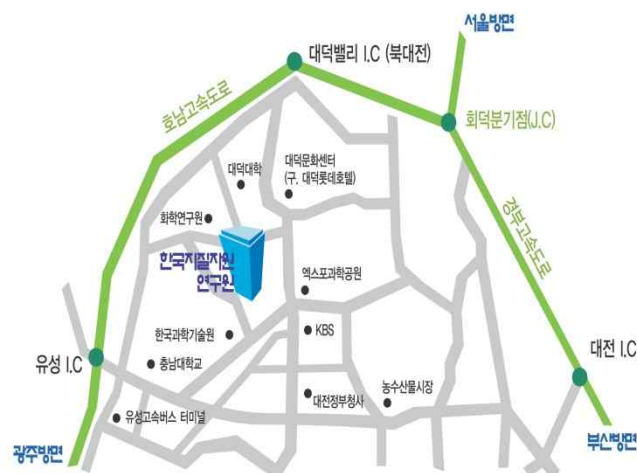 서울방면
대덕밸리 I.C (북대전)
호남고속도로
회덕분기점(J.C)
대덕대학
대덕문화센터
(구. 대덕롯데호텔)
화학연구원
경부고속도로
한국지질자원
연구원
엑스포과학공원
한국과학기술원
KBS
유성 I.C
충남대학교
대전 I.C
대전정부청사
농수산물시장
유성고속버스 터미널
광주방면
부산방면